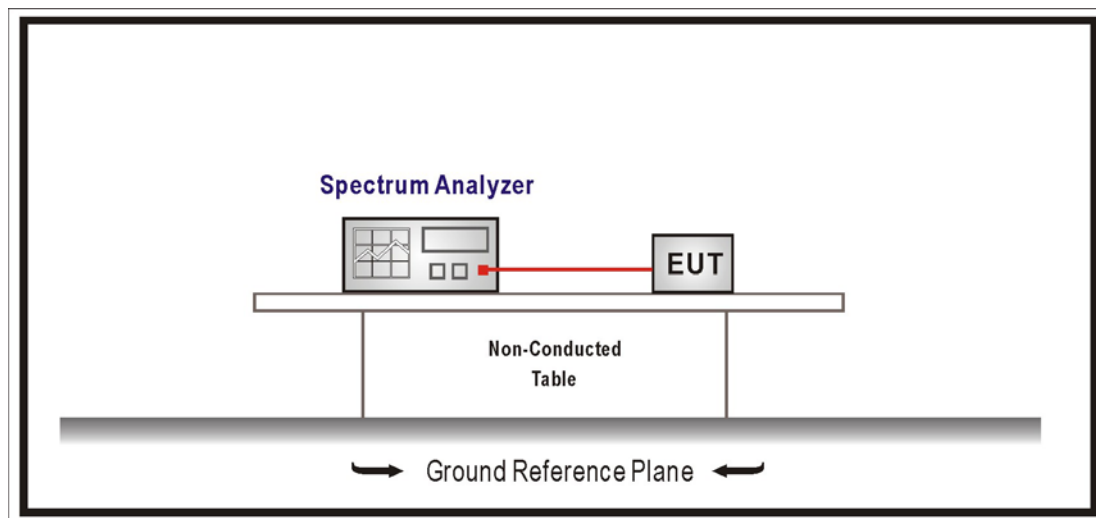 Spectrum Analyzer
EUT
Non-Conducted
Table
Ground Reference Plane